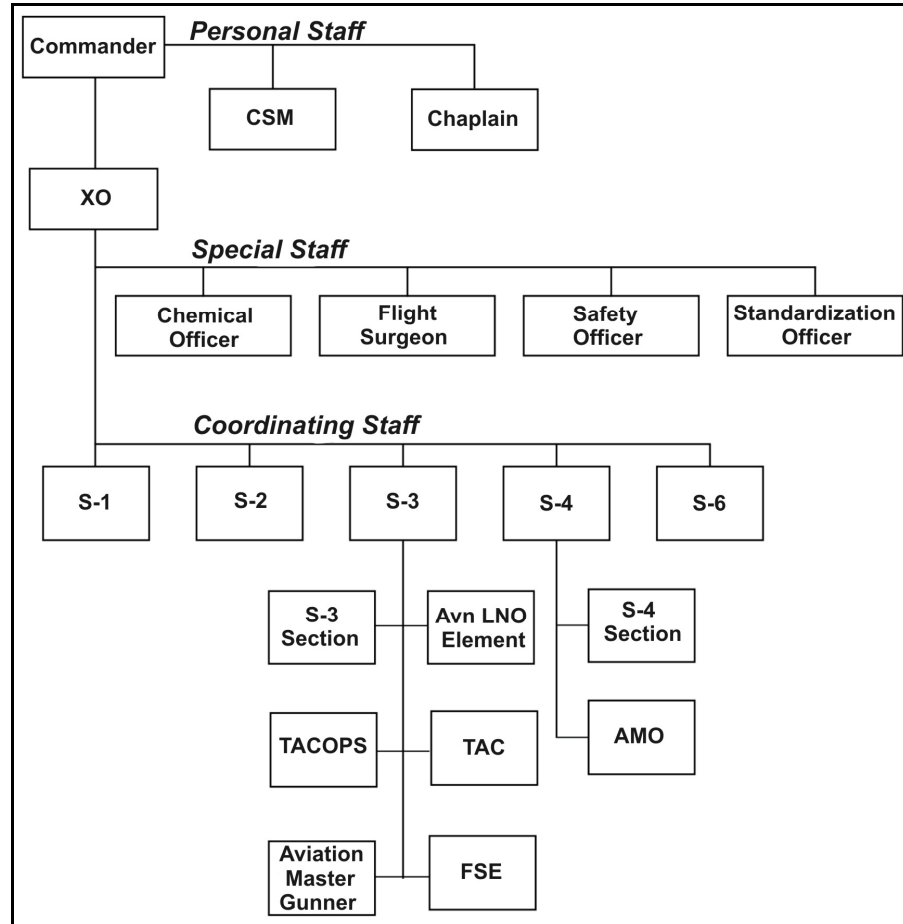 Personal Staff
Commander
CSM
Chaplain
XO
Special Staff
Chemical
Officer
Flight
Surgeon
Safety
Officer
Standardization
Officer
Coordinating Staff
S-1
S-2
S-3
S-4
S-6
S-3
Section
Avn LNO
Element
S-4
Section
TACOPS
TAC
AMO
Aviation
Master
Gunner
FSE